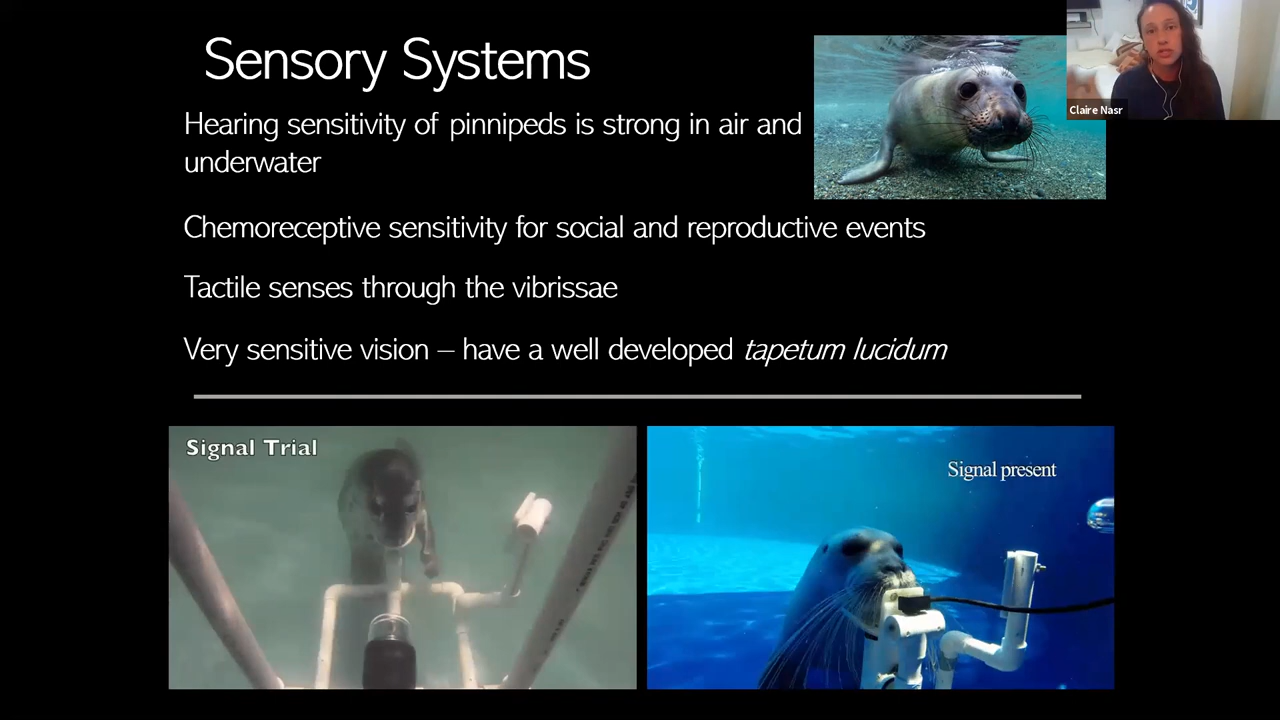 Sensory Systems
Hearing sensitivity of pinnipeds is strong in air and
underwater
Chemoreceptive sensitivity for social and reproductive events
Tactile senses through the vibrissae
Very sensitive vision – have a well developed tapetum lucidum
Claire Nasr
Signal Trial
Signal present